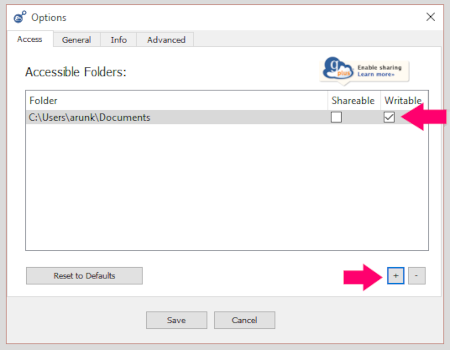 Options
Access
General
Info
Advanced
Accessible Folders:
g
plus
Enable sharing
Learn more»
Folder
Shareable
Writable
C:\Users\arunk\Documents
Reset to Defaults
+
-
Save
Cancel